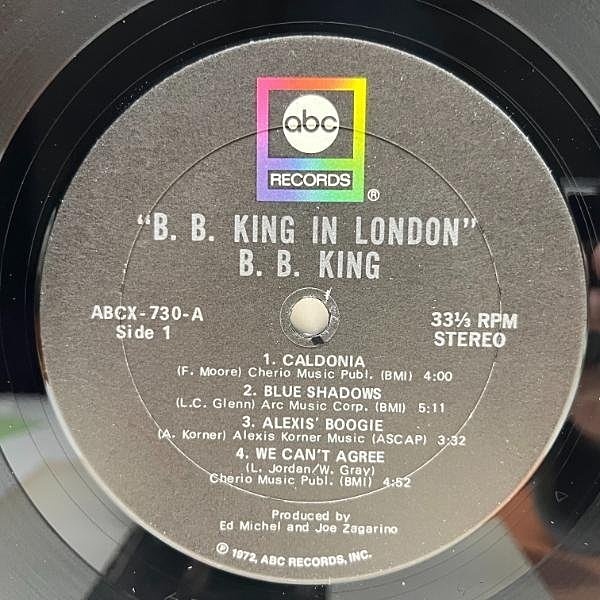 abc
RECORDS ®
"B. B. KING IN LONDON"
B. B. KING
ABCX-730-A
Side 1
33⅓ RPM
STEREO
1. CALDONIA
(F. Moore) Cherio Music Publ. (BMI) 4:00
2. BLUE SHADOWS
(L.C. Glenn) Arc Music Corp. (BMI) 5:11
3. ALEXIS' BOOGIE
(A. Korner) Alexis Korner Music (ASCAP) 3:32
4. WE CAN'T AGREE
(L. Jordan/W. Gray)
Cherio Music Publ. (BMI) 4:52
Produced by
Ed Michel and Joe Zagarino
℗ 1972, ABC RECORDS, INC.